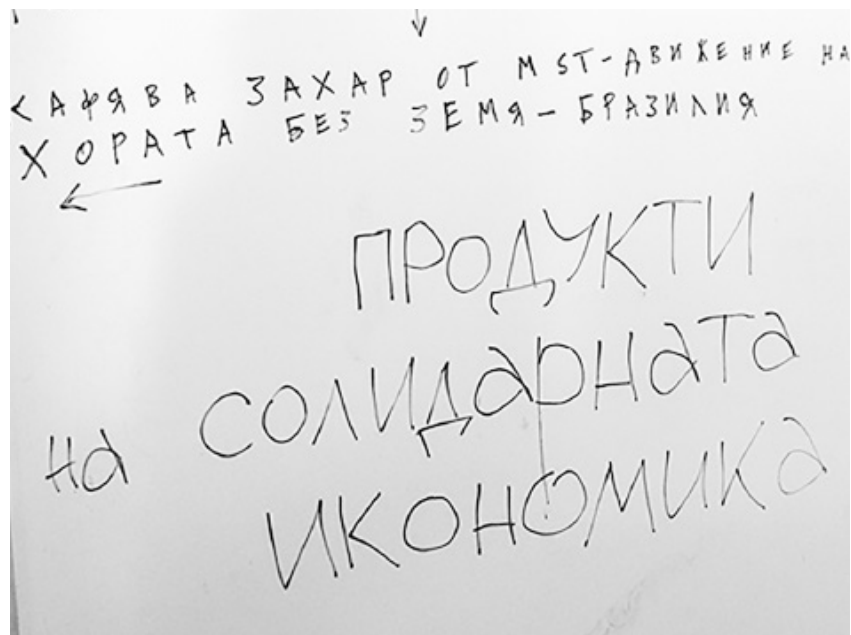 КАФЯВА ЗАХАР ОТ MST-ДВИЖЕНИЕ НА
ХОРАТА БЕЗ ЗЕМЯ-БРАЗИЛИЯ
ПРОДУКТИ
на СОЛИДАРНАТА
ИКОНОМИКА